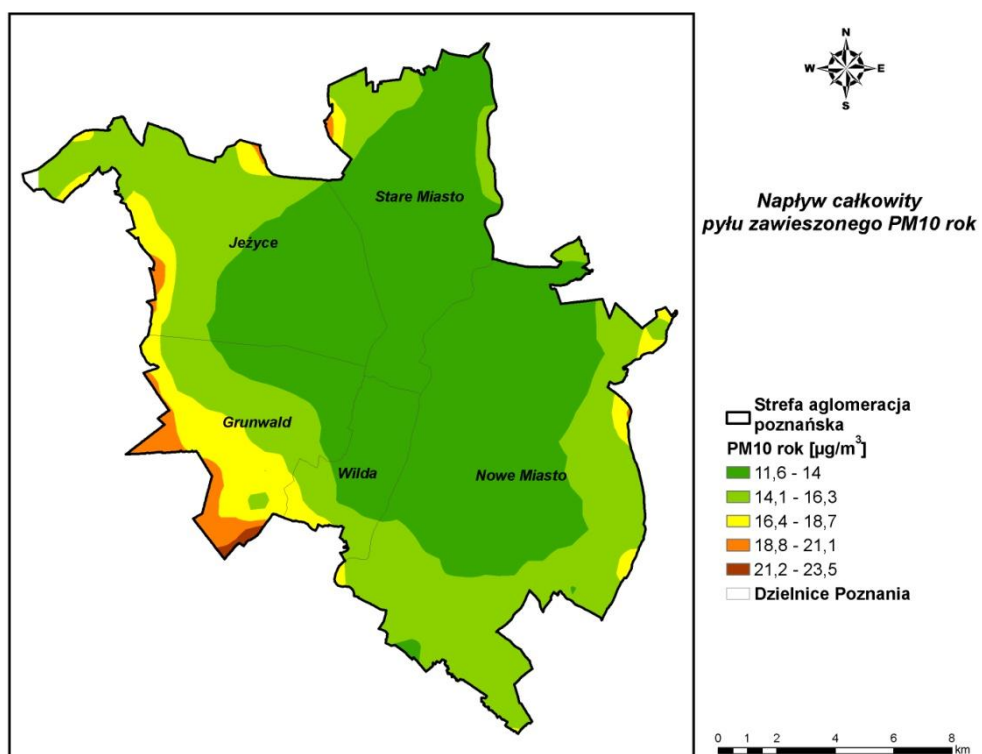 N
W E
S
Napływ całkowity
pyłu zawieszonego PM10 rok
Stare Miasto
Jeżyce
Grunwald
Wilda
Nowe Miasto
Strefa aglomeracja
poznańska
PM10 rok [µg/m³]
11,6 - 14
14,1 - 16,3
16,4 - 18,7
18,8 - 21,1
21,2 - 23,5
Dzielnice Poznania
0 1 2 4 6 8
km